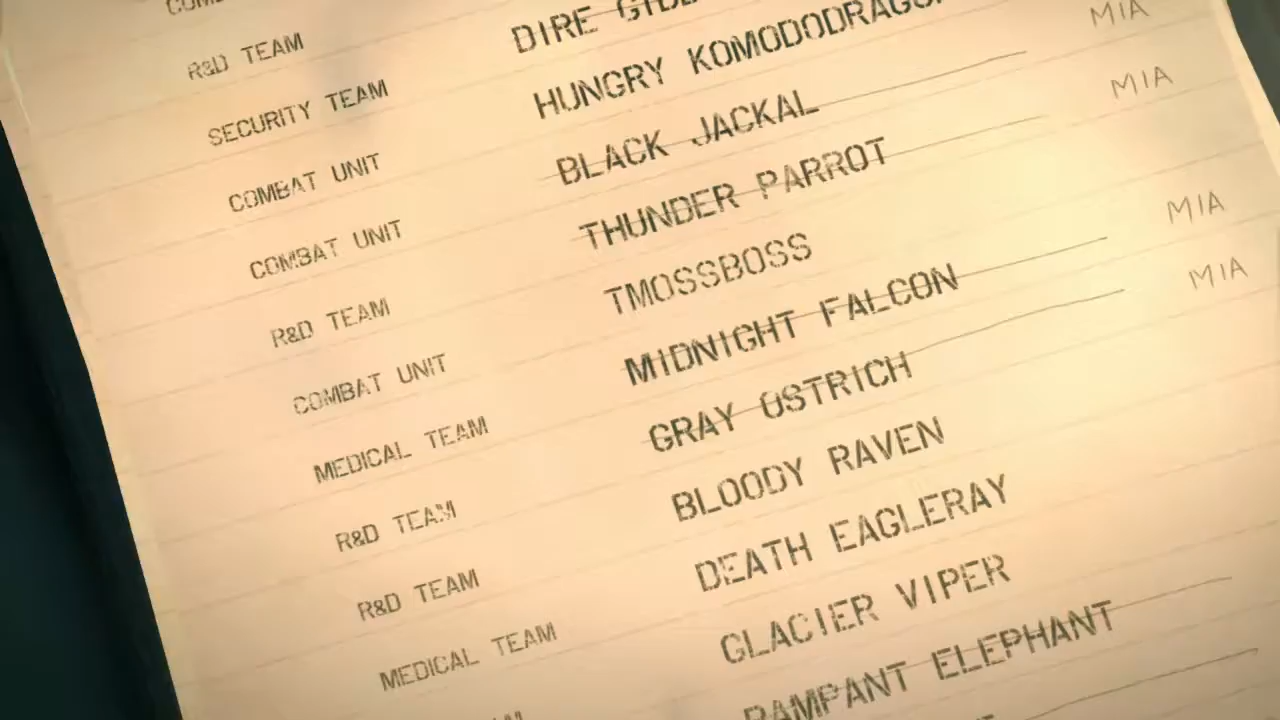 R&D TEAM
SECURITY TEAM DIRE
COMBAT UNIT HUNGRY KOMODODRAGON
COMBAT UNIT BLACK JACKAL MIA
R&D TEAM THUNDER PARROT MIA
COMBAT UNIT TMOSSBOSS
MEDICAL TEAM MIDNIGHT FALCON MIA
R&D TEAM GRAY OSTRICH MIA
R&D TEAM BLOODY RAVEN
MEDICAL TEAM DEATH EAGLERAY
GLACIER VIPER
RAMPANT ELEPHANT